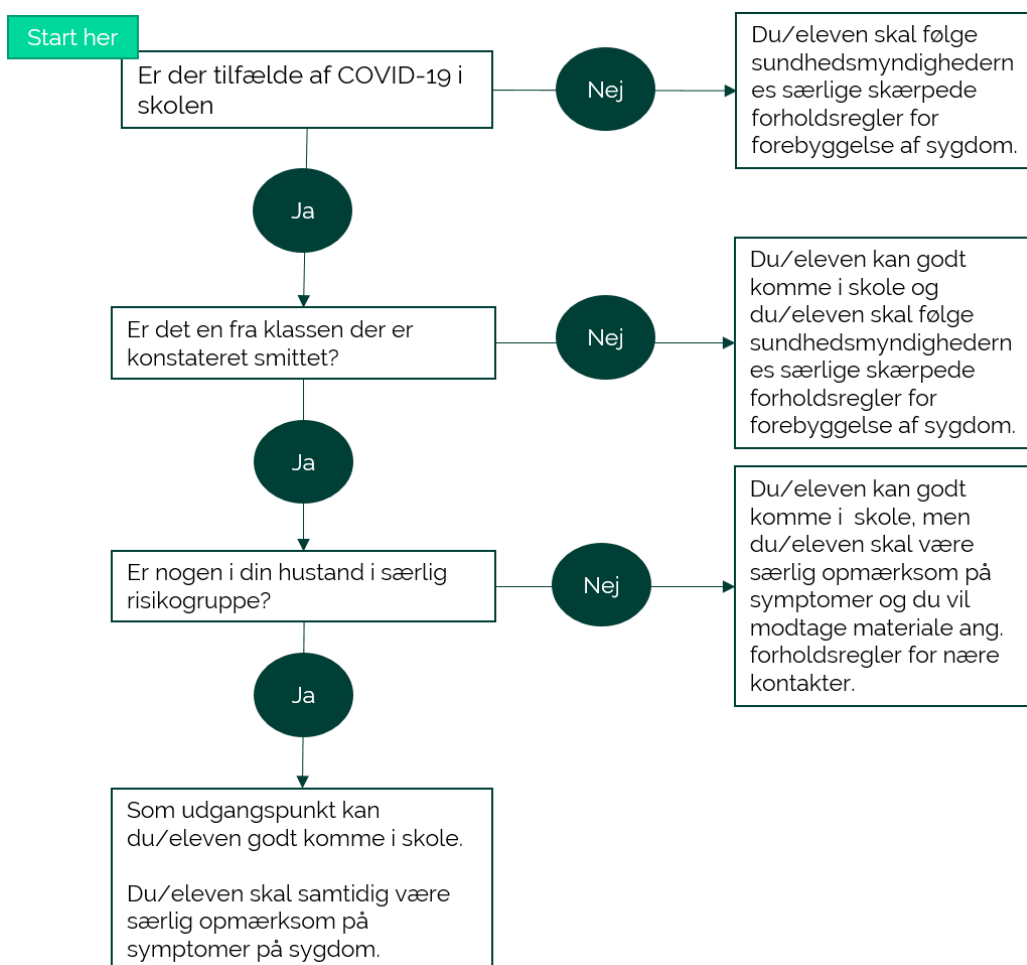 Start her
Er der tilfælde af COVID-19 i
skolen
Nej
Du/eleven skal følge
sundhedsmyndighedern
es særlige skærpede
forholdsregler for
forebyggelse af sygdom.
Ja
Er det en fra klassen der er
konstateret smittet?
Nej
Du/eleven kan godt
komme i skole og
du/eleven skal følge
sundhedsmyndighedern
es særlige skærpede
forholdsregler for
forebyggelse af sygdom.
Ja
Er nogen i din hustand i særlig
risikogruppe?
Nej
Du/eleven kan godt
komme i skole, men
du/eleven skal være
særlig opmærksom på
symptomer og du vil
modtage materiale ang.
forholdsregler for nære
kontakter.
Ja
Som udgangspunkt kan
du/eleven godt komme i skole.
Du/eleven skal samtidig være
særlig opmærksom på
symptomer på sygdom.